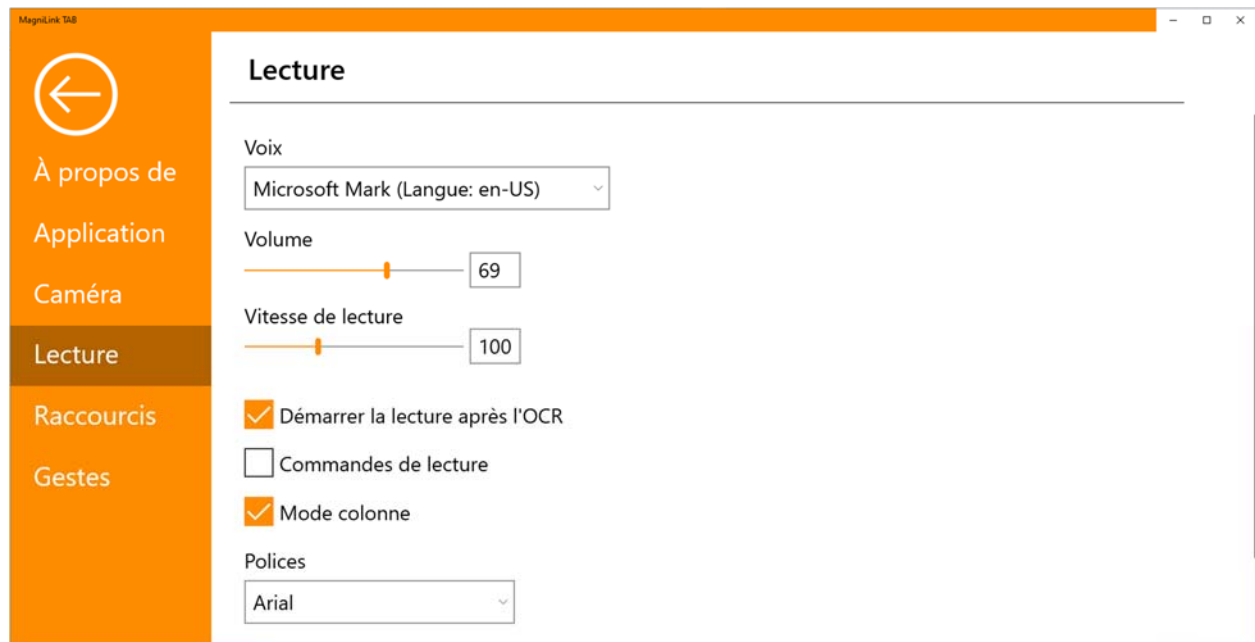 MagniLink TAB
À propos de
Application
Caméra
Lecture
Raccourcis
Gestes
Lecture
Voix
Microsoft Mark (Langue: en-US)
Volume
69
Vitesse de lecture
100
Démarrer la lecture après l'OCR
Commandes de lecture
Mode colonne
Polices
Arial